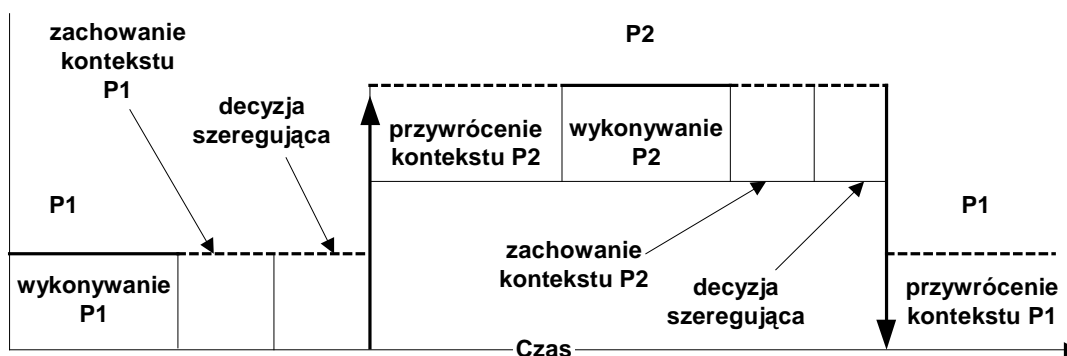 zachowanie
kontekstu
P1
decyzja
szeregująca
P2
przywrócenie
kontekstu P2
wykonywanie
P2
P1
P1
zachowanie
kontekstu P2
decyzja
szeregująca
wykonywanie
P1
przywrócenie
kontekstu P1
Czas